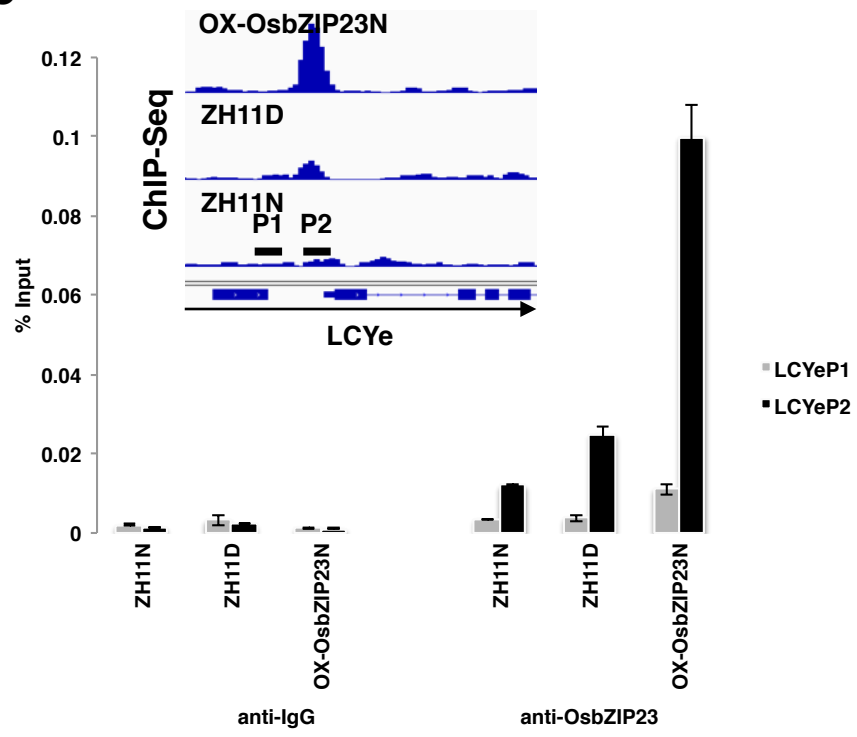 OX-OsbZIP23N
ZH11D
ZH11N
P1 P2
ChIP-Seq
LCYe
% Input
0.12
0.1
0.08
0.06
0.04
0.02
0
LCYeP1
LCYeP2
ZH11N
ZH11D
OX-OsbZIP23N
ZH11N
ZH11D
OX-OsbZIP23N
anti-IgG
anti-OsbZIP23